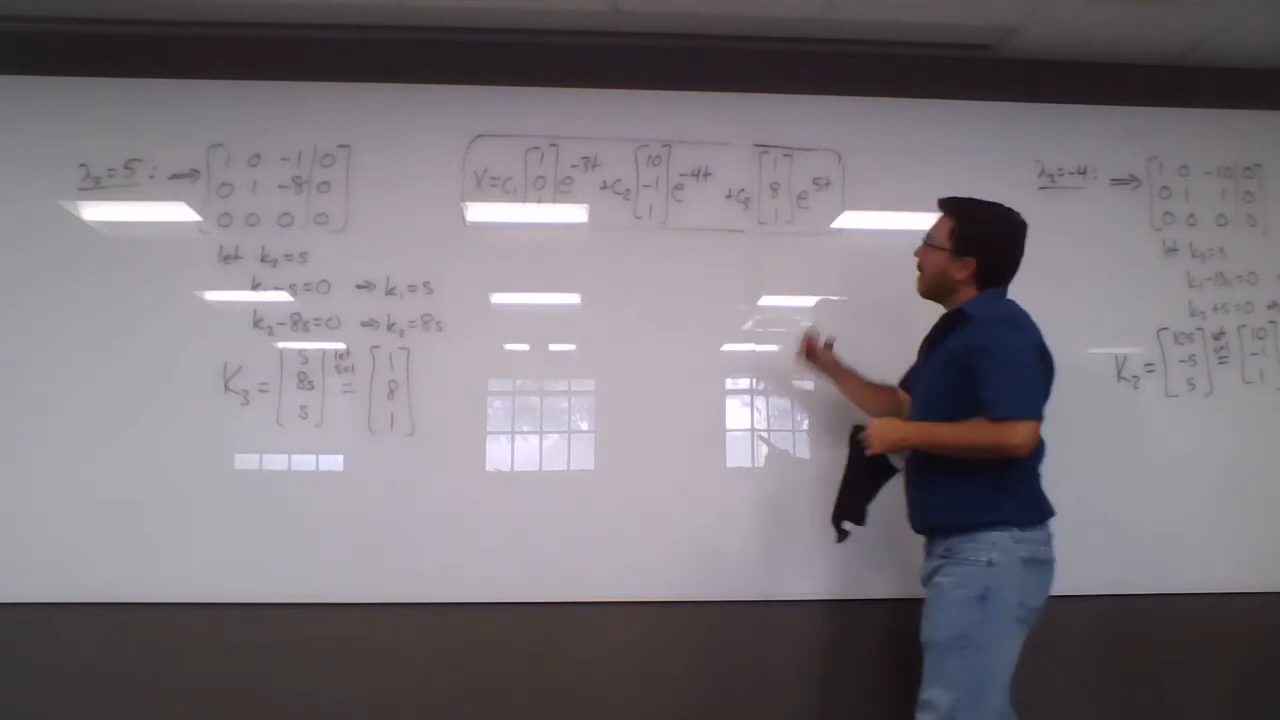 λ₂=5 : ⇒ [1 0 -1 | 0]
[0 1 -8 | 0]
[0 0 0 | 0]
let k₃=s
k₁-s=0 ⇒ k₁=s
k₂-8s=0 ⇒ k₂=8s
K₃ = [s 8s s] let s=1 = [1 8 1]
X=c₁ [1 0 1] e^-3t +c₂ [10 -1 1] e^-4t +c₃ [1 8 1] e^5t
λ₂=-4: ⇒ [1 0 -10 | 0]
[0 1 1 | 0]
[0 0 0 | 0]
let k₃=s
k₁-10s=0
k₂+s=0 ⇒
K₂ = [10s -s s] let s=1 = [10 -1 1]